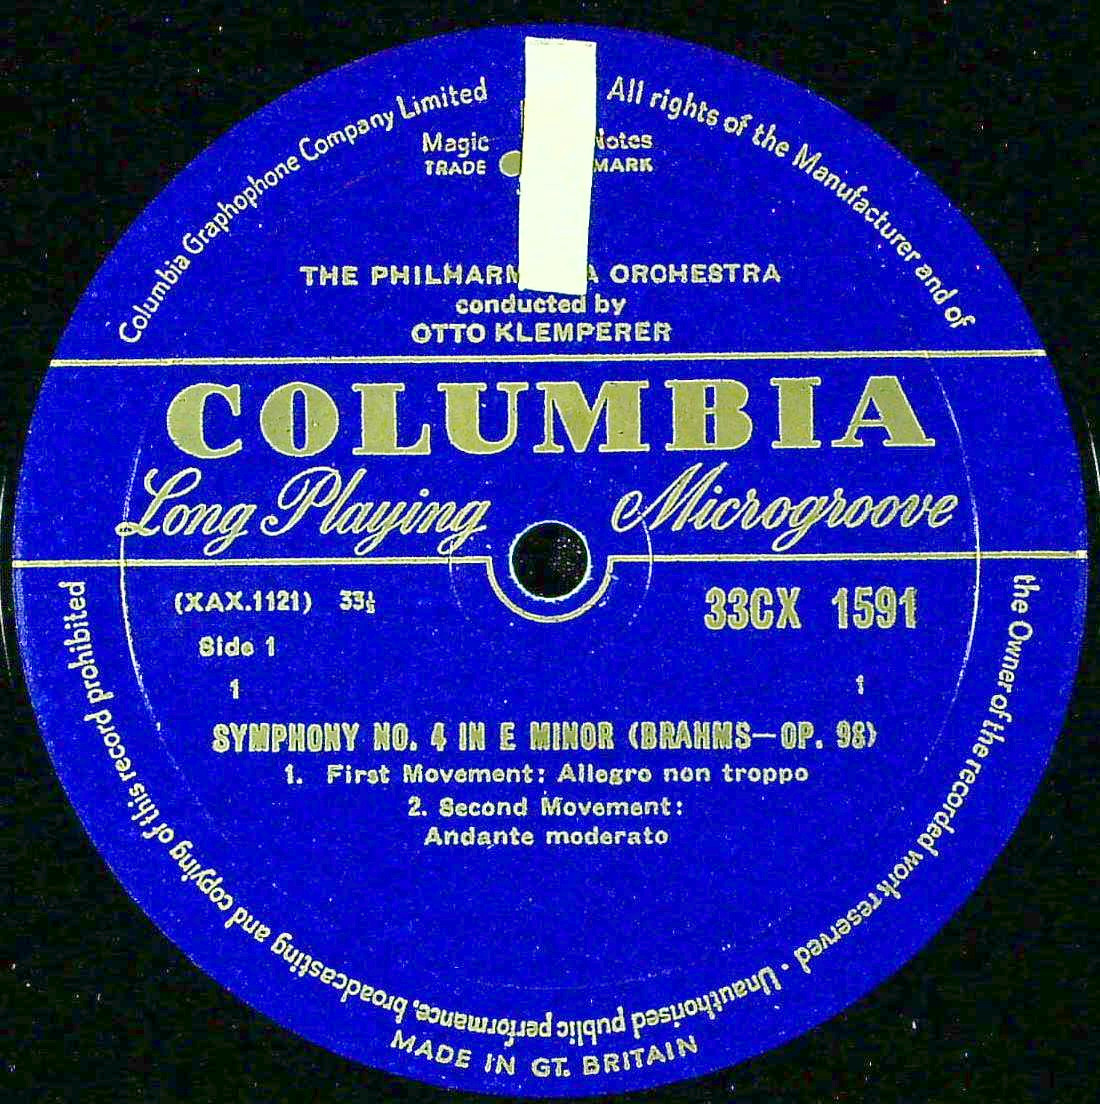 Columbia Graphophone Company Limited
All rights of the Manufacturer and of the Owner of the recorded work reserved · Unauthorised public performance, broadcasting and copying of this record prohibited
Magic
TRADE MARK
THE ORCHESTRA
conducted by
OTTO KLEMPERER
COLUMBIA
Long Playing Microgroove
(XAX.1121) 33⅓
33CX 1591
Side 1
1 1
SYMPHONY NO. 4 IN E MINOR (BRAHMS—OP. 98)
1. First Movement: Allegro non troppo
2. Second Movement:
Andante moderato
MADE IN GT. BRITAIN